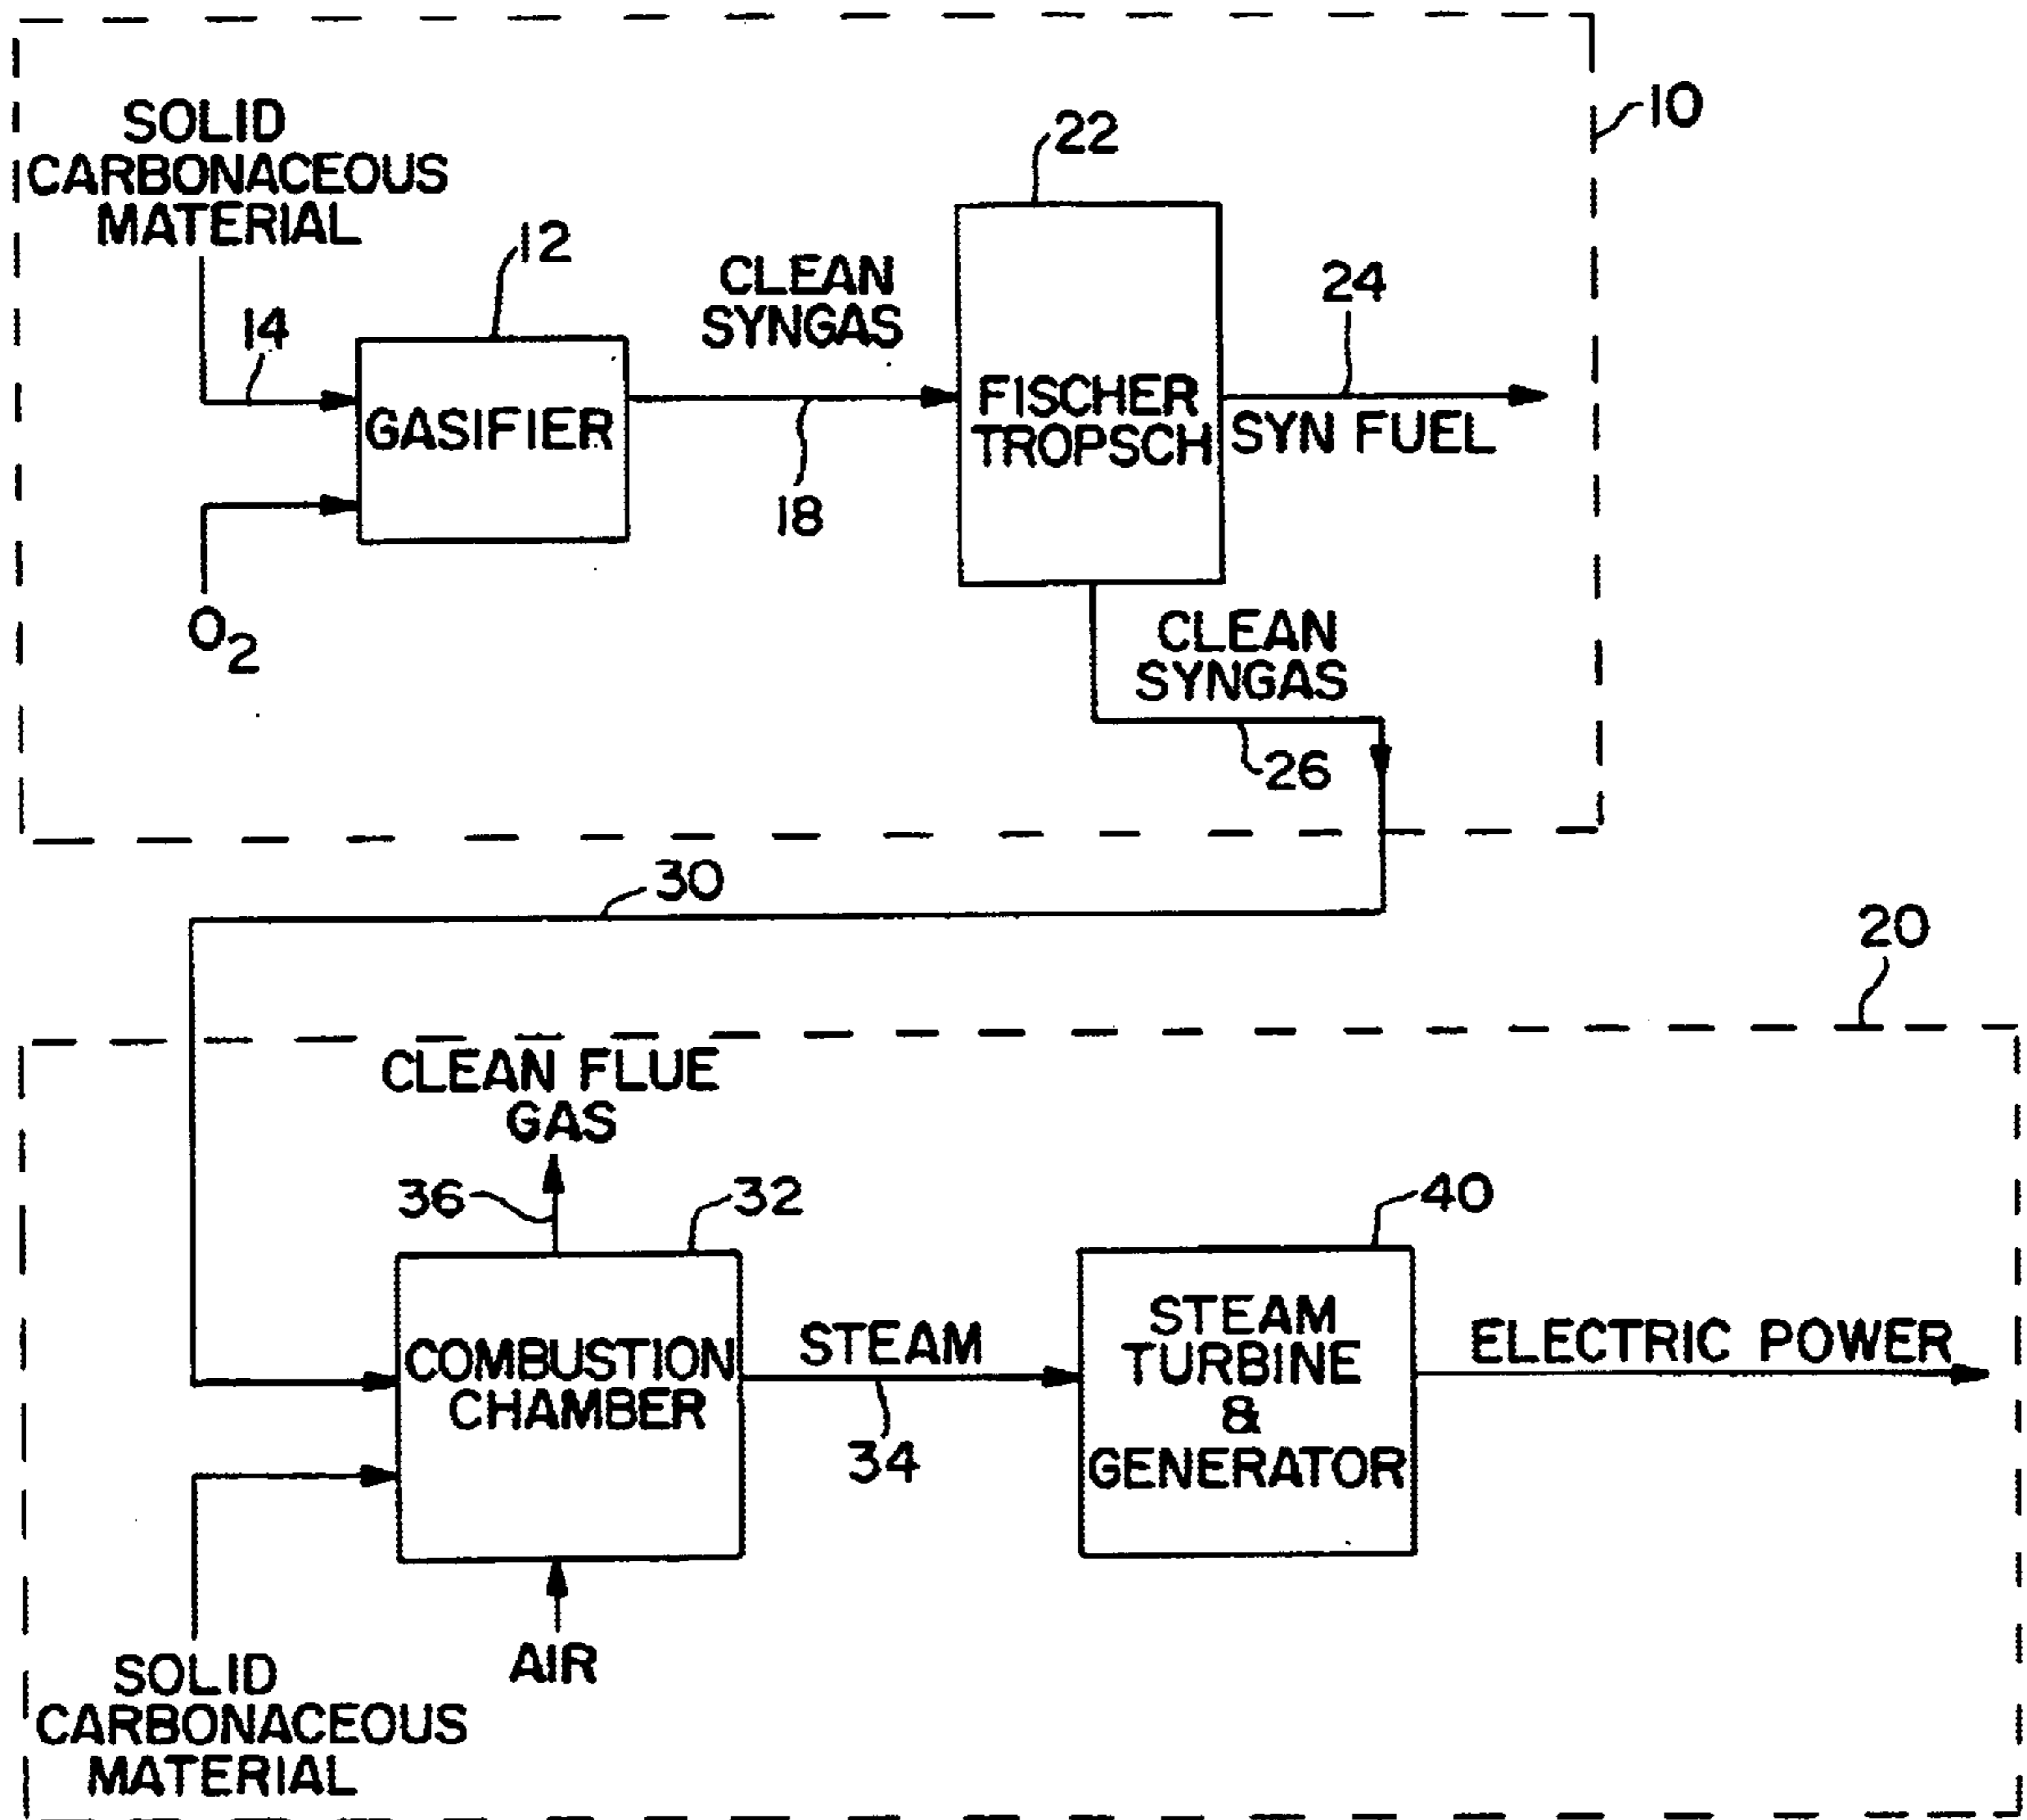 10
SOLID
CARBONACEOUS
MATERIAL
22
12
CLEAN
SYNGAS
24
14
GASIFIER
FISCHER
TROPSCH
SYN FUEL
18
O2
CLEAN
SYNGAS
26
30
20
CLEAN FLUE
GAS
36
32
40
COMBUSTION
CHAMBER
STEAM
34
STEAM
TURBINE
&
GENERATOR
ELECTRIC POWER
AIR
SOLID
CARBONACEOUS
MATERIAL